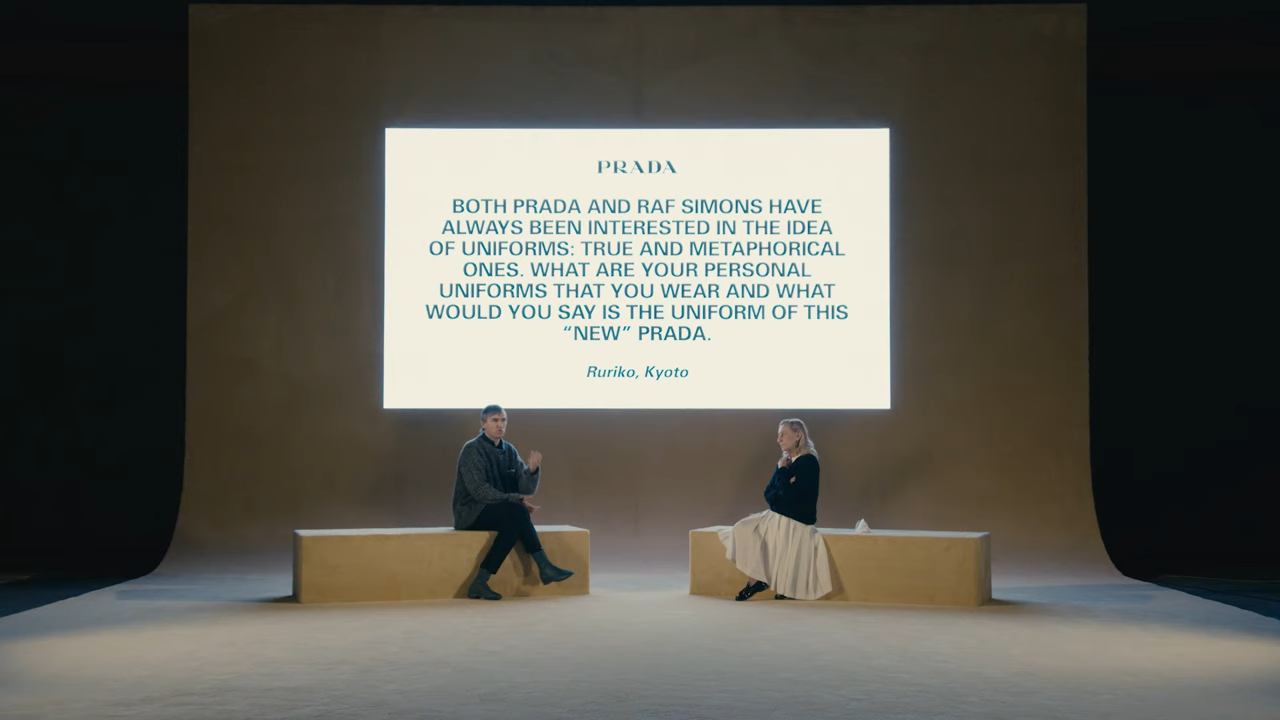 PRADA
BOTH PRADA AND RAF SIMONS HAVE
ALWAYS BEEN INTERESTED IN THE IDEA
OF UNIFORMS: TRUE AND METAPHORICAL
ONES. WHAT ARE YOUR PERSONAL
UNIFORMS THAT YOU WEAR AND WHAT
WOULD YOU SAY IS THE UNIFORM OF THIS
“NEW” PRADA.
Ruriko, Kyoto